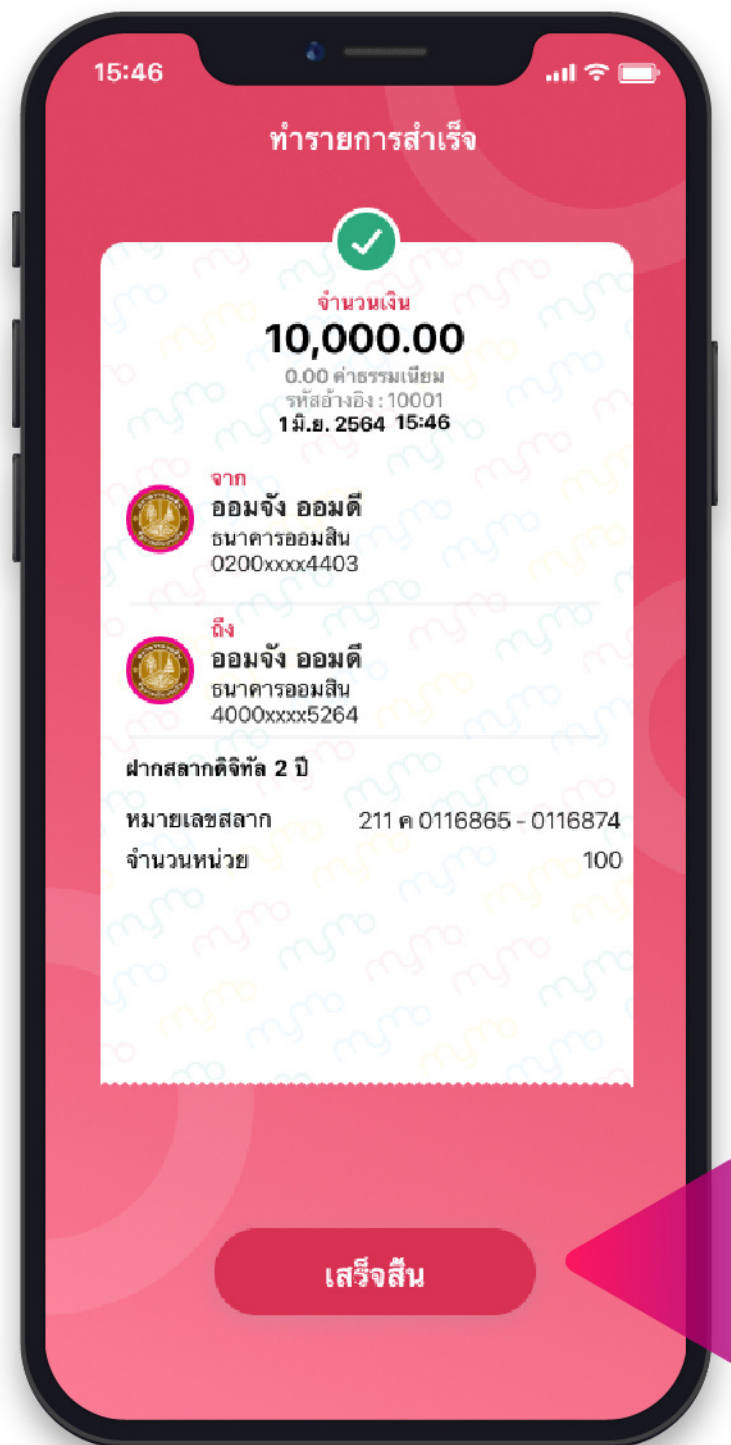 15:46
ทำรายการสำเร็จ
จำนวนเงิน
10,000.00
0.00 ค่าธรรมเนียม
รหัสอ้างอิง : 10001
1 มิ.ย. 2564 15:46
จาก
ออมจัง ออมดี
ธนาคารออมสิน
0200xxxx4403
ถึง
ออมจัง ออมดี
ธนาคารออมสิน
4000xxxx5264
ฝากสลากดิจิทัล 2 ปี
หมายเลขสลาก 211 ค 0116865 - 0116874
จำนวนหน่วย 100
เสร็จสิ้น